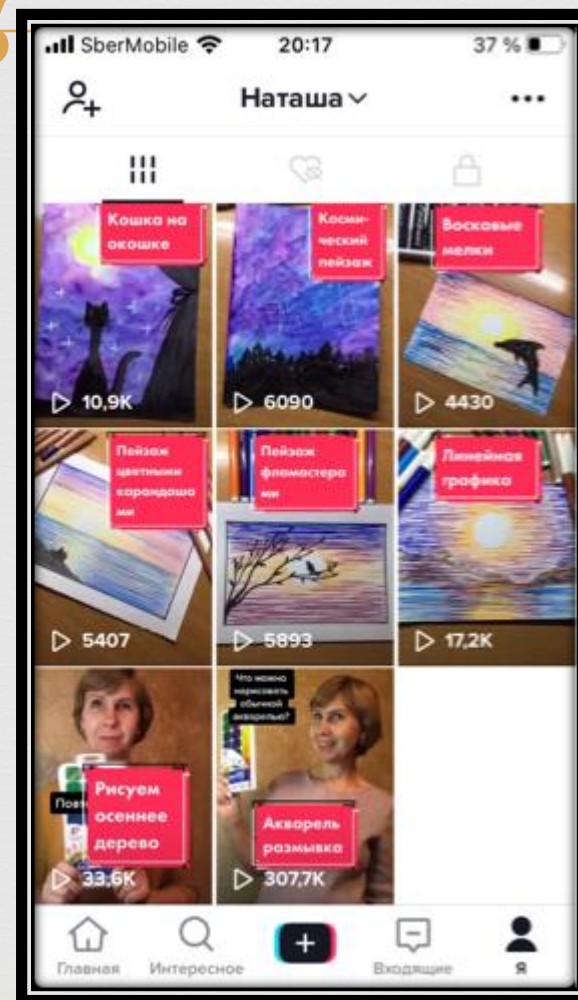 SberMobile 20:17 37 %
Наташа
Кошка на
окошке
10,9K
Косми-
ческий
пейзаж
6090
Восковые
мелки
4430
Пейзаж
цветными
карандаша
ми
5407
Пейзаж
фломастера
ми
5893
Линейная
графика
17,2K
Рисуем
осеннее
дерево
33,6K
Что можно
нарисовать
обычной
акварелью?
Акварель
размывка
307,7K
Главная
Интересное
Входящие
Я